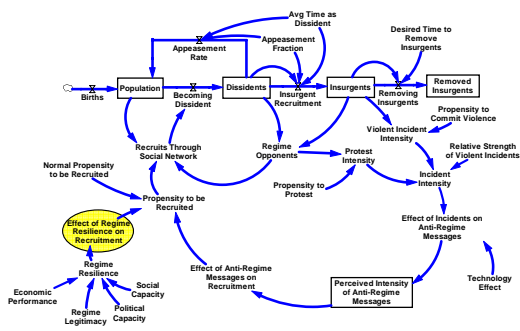 Avg Time as
Dissident
Desired Time to
Remove
Insurgents
Appeasement
Rate
Appeasement
Fraction
Births
Population
Becoming
Dissident
Dissidents
Insurgent
Recruitment
Insurgents
Removing
Insurgents
Removed
Insurgents
Propensity to
Commit Violence
Violent Incident
Intensity
Recruits Through
Social Network
Regime
Opponents
Protest
Intensity
Relative Strength
of Violent Incidents
Normal Propensity
to be Recruited
Incident
Intensity
Propensity to
Protest
Propensity to be
Recruited
Effect of Regime
Resilience on
Recruitment
Effect of Incidents on
Anti-Regime
Messages
Regime
Resilience
Effect of Anti-Regime
Messages on
Recruitment
Technology
Effect
Economic
Performance
Social
Capacity
Perceived Intensity
of Anti-Regime
Messages
Regime
Legitimacy
Political
Capacity